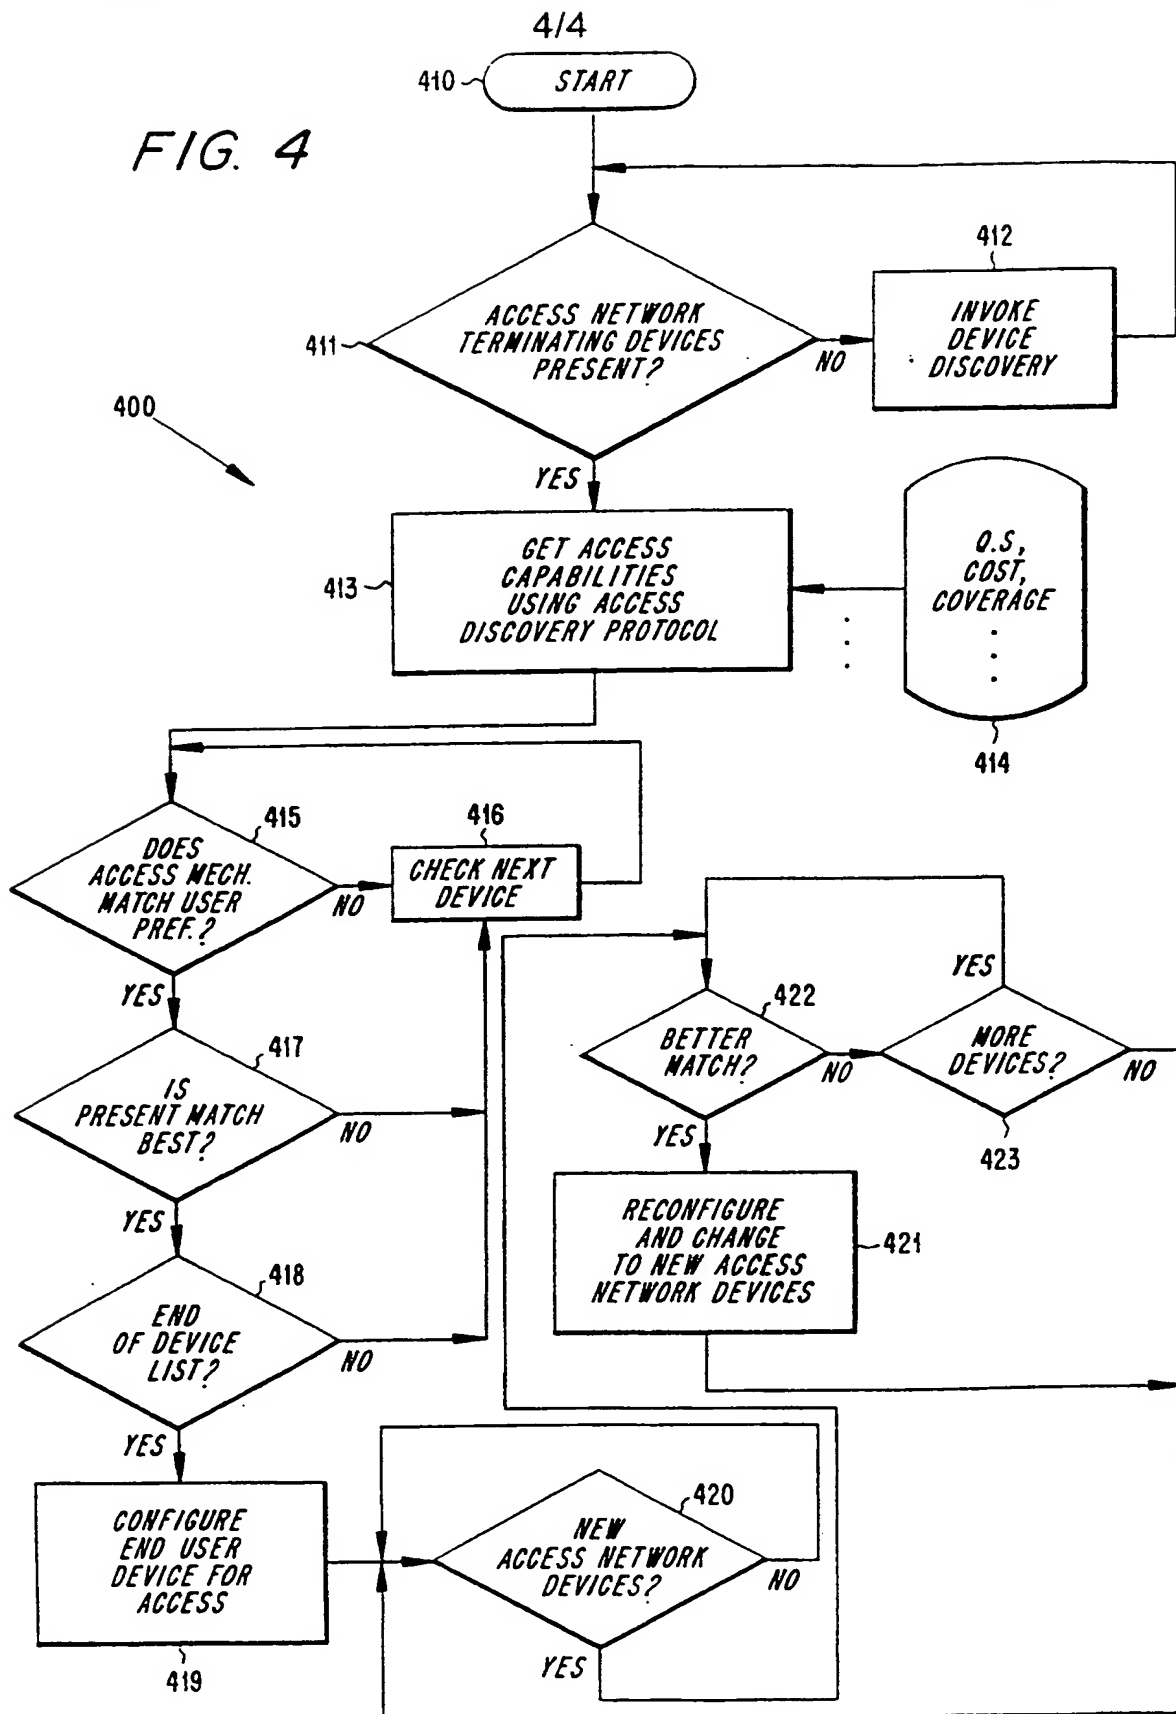 4/4
FIG. 4
410
START
411
ACCESS NETWORK
TERMINATING DEVICES
PRESENT?
NO
412
INVOKE
DEVICE
DISCOVERY
400
YES
413
GET ACCESS
CAPABILITIES
USING ACCESS
DISCOVERY PROTOCOL
Q.S,
COST,
COVERAGE
414
415
DOES
ACCESS MECH.
MATCH USER
PREF.?
NO
416
CHECK NEXT
DEVICE
YES
417
IS
PRESENT MATCH
BEST?
NO
YES
418
END
OF DEVICE
LIST?
NO
YES
CONFIGURE
END USER
DEVICE FOR
ACCESS
419
420
NEW
ACCESS NETWORK
DEVICES?
NO
YES
422
BETTER
MATCH?
NO
YES
MORE
DEVICES?
NO
423
YES
RECONFIGURE
AND CHANGE
TO NEW ACCESS
NETWORK DEVICES
421